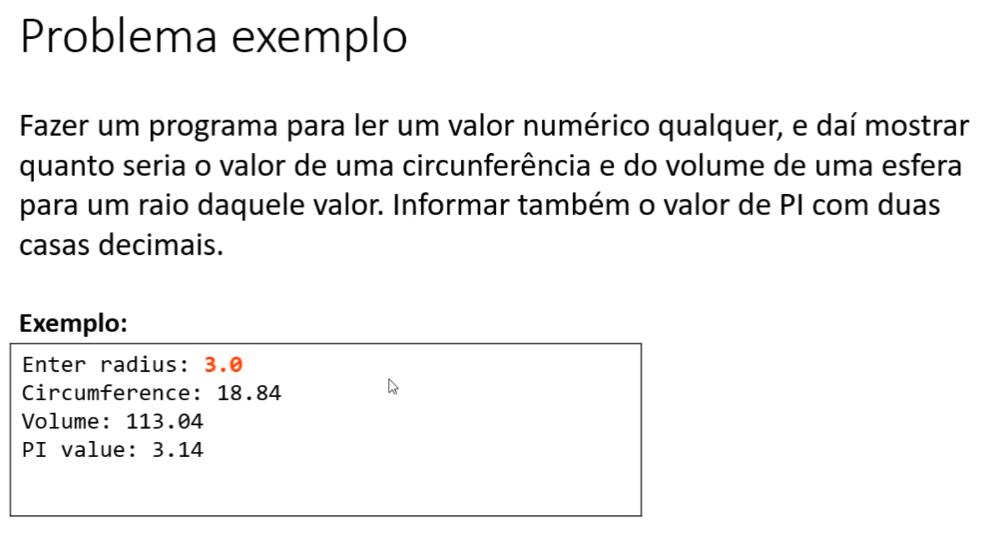 Problema exemplo
Fazer um programa para ler um valor numérico qualquer, e daí mostrar
quanto seria o valor de uma circunferência e do volume de uma esfera
para um raio daquele valor. Informar também o valor de PI com duas
casas decimais.
Exemplo:
Enter radius: 3.0
Circumference: 18.84
Volume: 113.04
PI value: 3.14